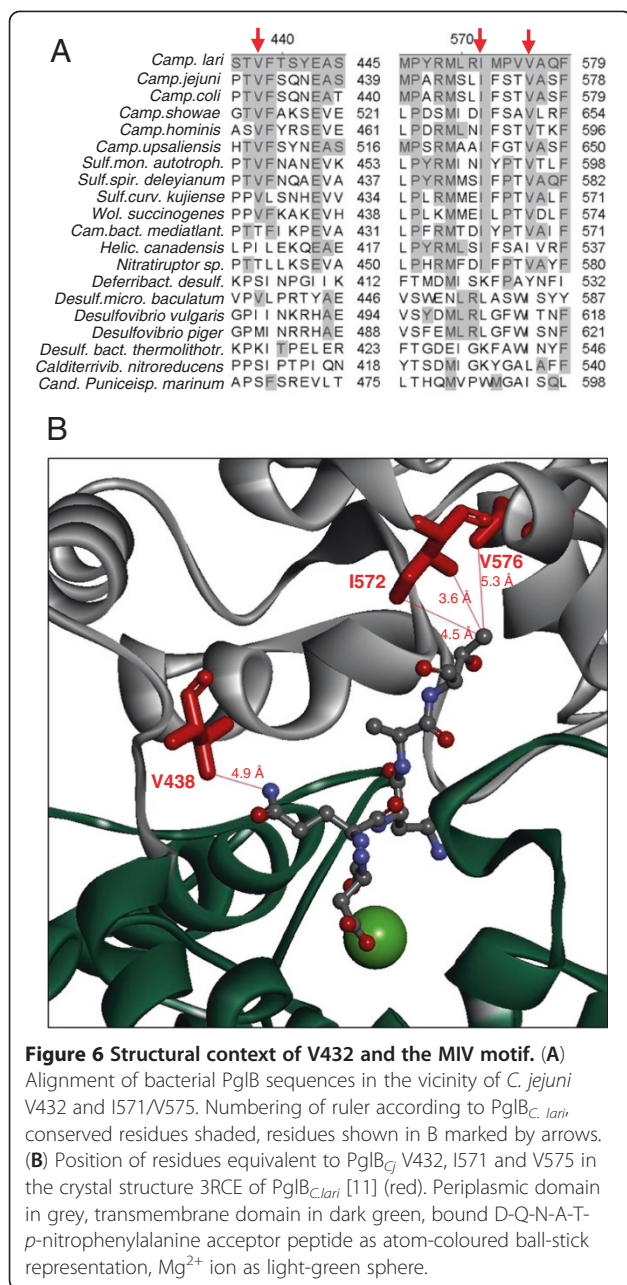 A
440
570
Camp. lari STVFTSYEAS 445 MPYRMLRIMPVVAQF 579
Camp.jejuni PTVFSQNEAS 439 MPARMSLIFSTVASF 578
Camp.coli PTVFSQNEAT 440 MPARMSLIFSTVASF 579
Camp.showae GTVFAKSEVE 521 LPDSMIDIFSAVLRF 654
Camp.hominis ASVFYRSEVE 461 LPDRMLNIFSTVTKF 596
Camp.upsaliensis HTVFSYNEAS 516 MPSRMAAIFGTVASF 650
Sulf.mon. autotroph. PTVFNANEVK 453 LPYRMINIYPTVTLF 598
Sulf.spir. deleyianum PTVFNQAEVA 437 LPYRMMSIFPTVAQF 582
Sulf.curv. kujiense PPVLSNHEVV 434 LPLRMMEILPTVSLF 571
Wol. succinogenes PPVFKAKEVH 438 LPLKMMEILPTVDLF 574
Cam.bact. mediatlant. PTTFIKPEVA 431 LPFRMTDIYPTVATF 571
Helic. canadensis LPILEKQEAE 417 LPYRMLSIFSAIVRF 537
Nitratiruptor sp. PTTLLKSEVA 450 LPHRMFDIFPTVAYF 580
Deferribact. desulf. KPSINPGIIK 412 FTMDMISKFPAYNFI 532
Desulf.micro. baculatum VPVLPRTYAE 446 VSWENLRLASWISYY 587
Desulfovibrio vulgaris GPIINKRHAE 494 VSYDMLRLGFWITNF 618
Desulfovibrio piger GPMINRRHAE 488 VSFEMLRLGFWISNF 621
Desulf. bact. thermolithotr. KPKITPELER 423 FTGDEIGKFAWINYF 546
Calditerrivib. nitroreducens PPSIPTPIQN 418 YTSDMIGKYGALAFF 540
Cand. Puniceisp. marinum APSFSREVLT 475 LTHQMVPWMGAISQL 598
B
V576
I572
5.3 Å
3.6 Å
4.5 Å
V438
4.9 Å
Figure 6 Structural context of V432 and the MIV motif. (A)
Alignment of bacterial PglB sequences in the vicinity of C. jejuni
V432 and I571/V575. Numbering of ruler according to PglBC. lari,
conserved residues shaded, residues shown in B marked by arrows.
(B) Position of residues equivalent to PglBCj V432, I571 and V575 in
the crystal structure 3RCE of PglBC.lari [11] (red). Periplasmic domain
in grey, transmembrane domain in dark green, bound D-Q-N-A-T-
p-nitrophenylalanine acceptor peptide as atom-coloured ball-stick
representation, Mg2+ ion as light-green sphere.